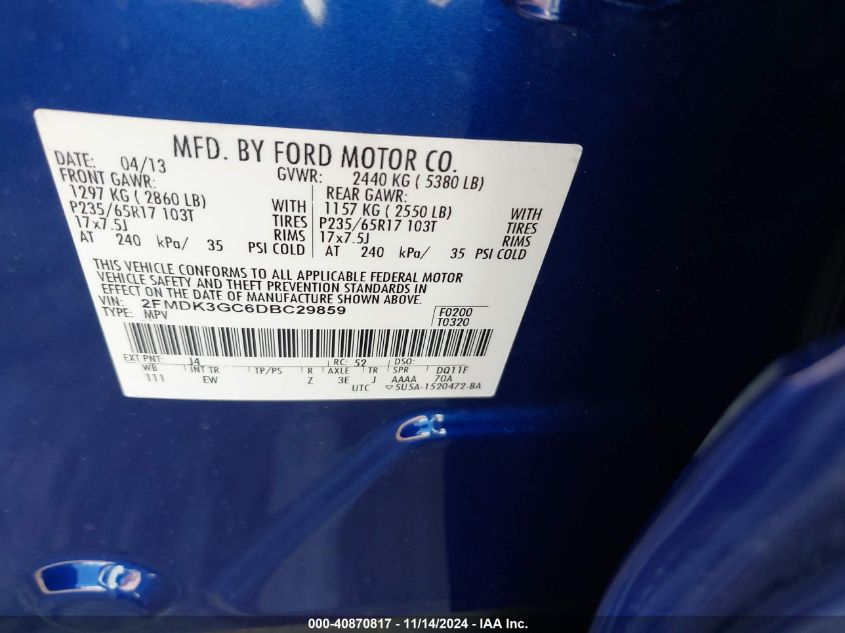 MFD. BY FORD MOTOR CO.
DATE: 04/13 GVWR: 2440 KG ( 5380 LB)
FRONT GAWR: REAR GAWR:
1297 KG ( 2860 LB) WITH 1157 KG ( 2550 LB) WITH
P235/65R17 103T TIRES P235/65R17 103T TIRES
17x7.5J RIMS 17x7.5J RIMS
AT 240 kPa/ 35 PSI COLD AT 240 kPa/ 35 PSI COLD
THIS VEHICLE CONFORMS TO ALL APPLICABLE FEDERAL MOTOR
VEHICLE SAFETY AND THEFT PREVENTION STANDARDS IN
EFFECT ON THE DATE OF MANUFACTURE SHOWN ABOVE.
VIN: 2FMDK3GC6DBC29859 F0200
TYPE: MPV T0320
EXT PNT: J4 RC: 52 DSO:
WB INT TR TP/PS R AXLE TR SPR DQ11F
111 EW Z 3E J AAAA 70A
UTC ▽5U5A-1520472-BA
000-40870817 - 11/14/2024 - IAA Inc.